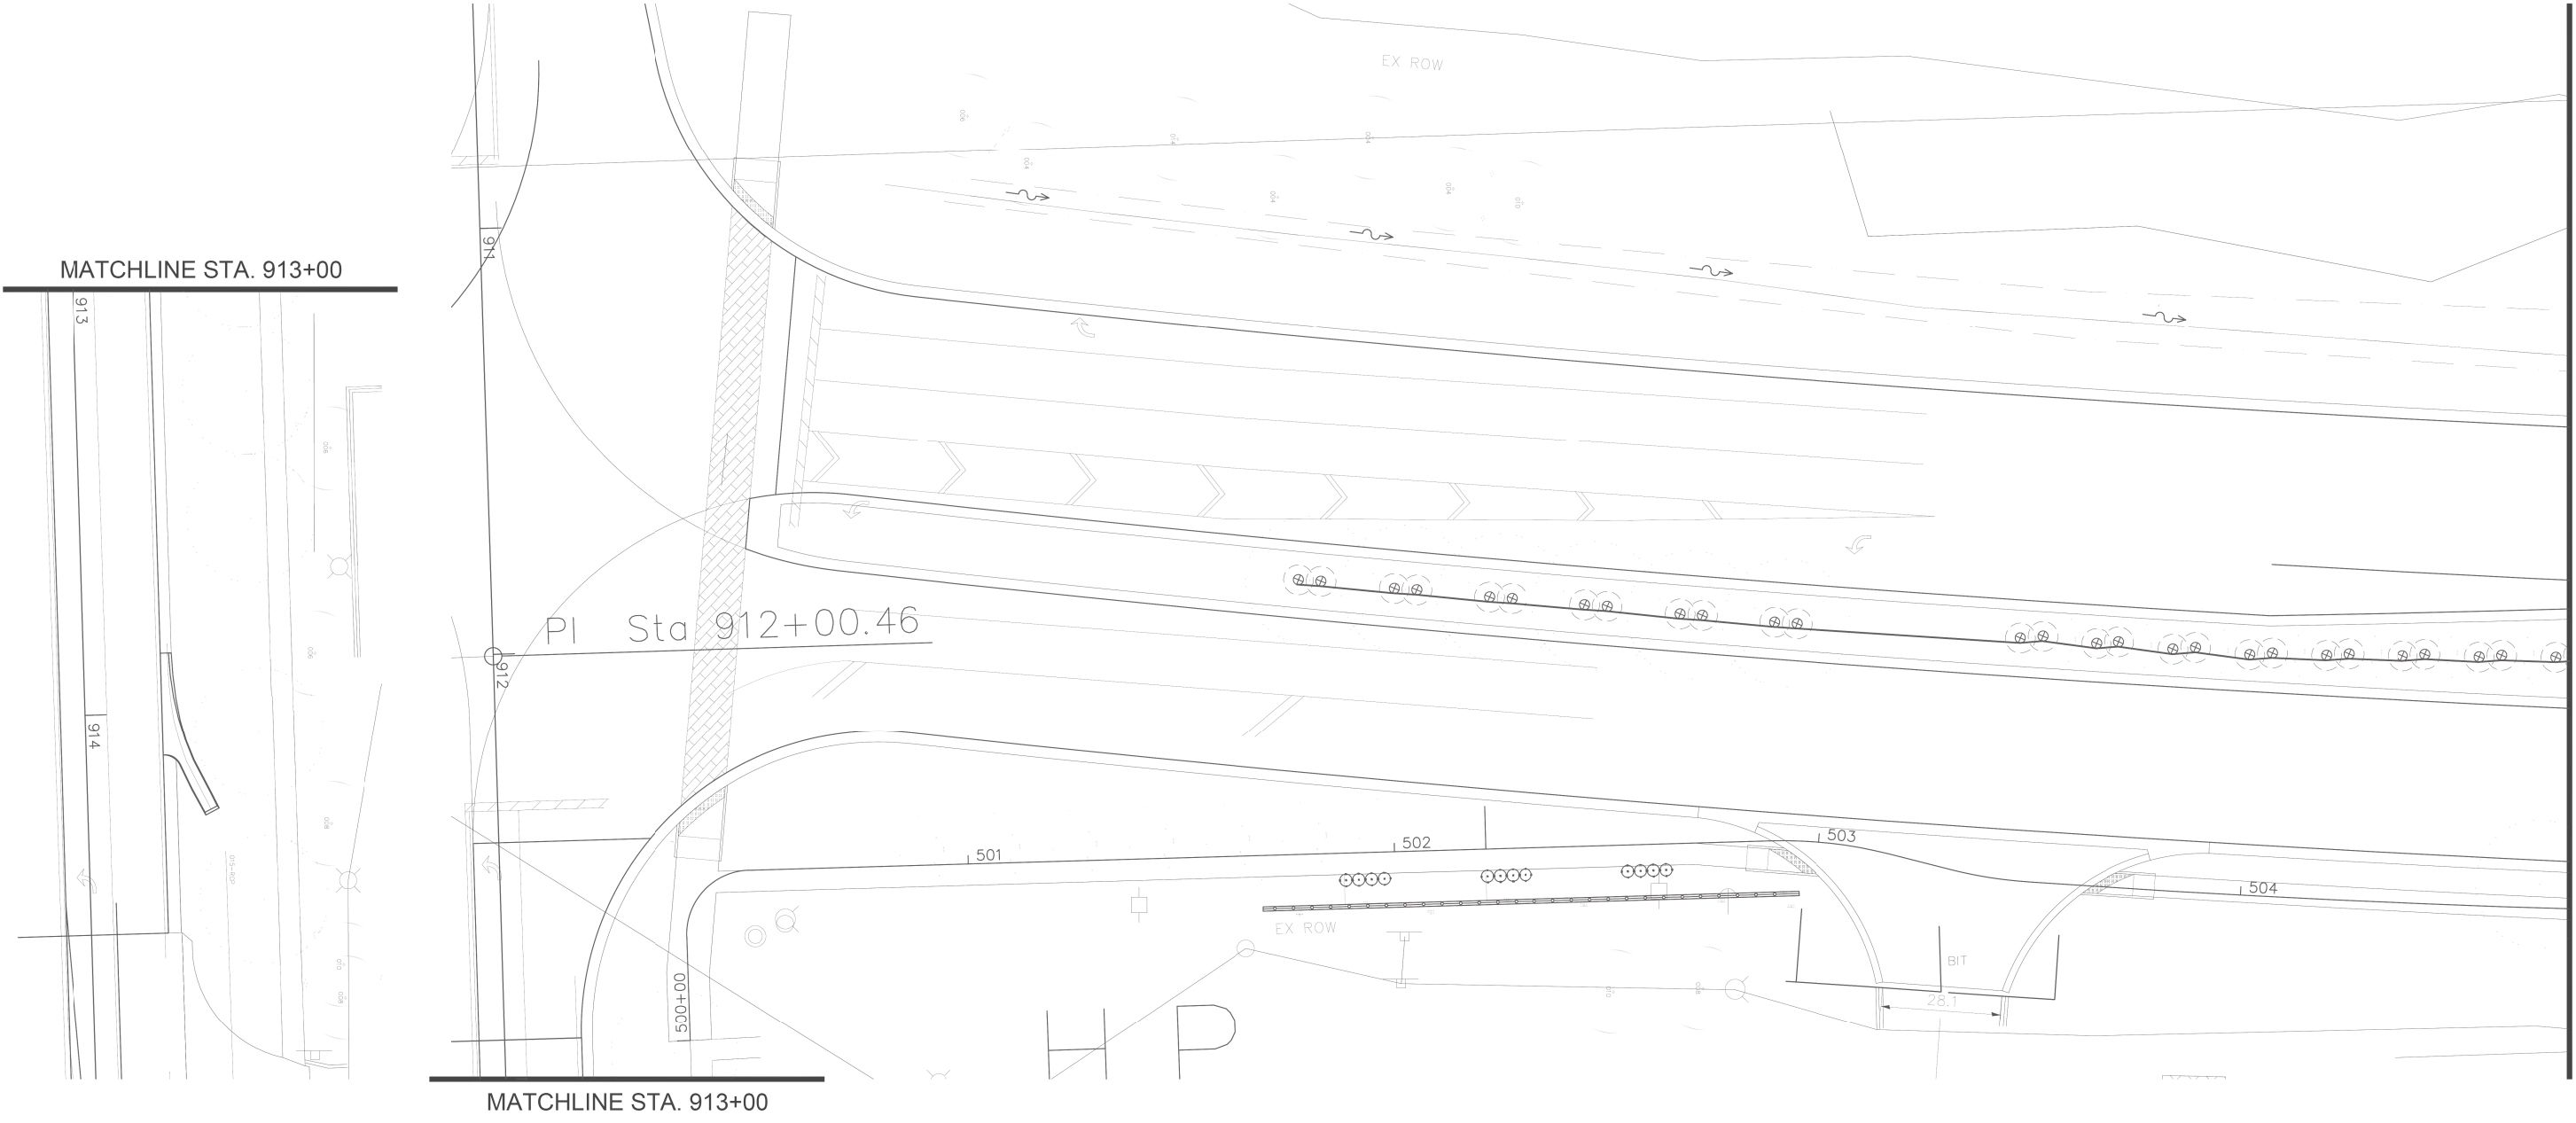 EX ROW
911
MATCHLINE STA. 913+00
913
PI Sta 912+00.46
912
914
501
502
503
504
EX ROW
BIT
28.1
500+00
H P
MATCHLINE STA. 913+00